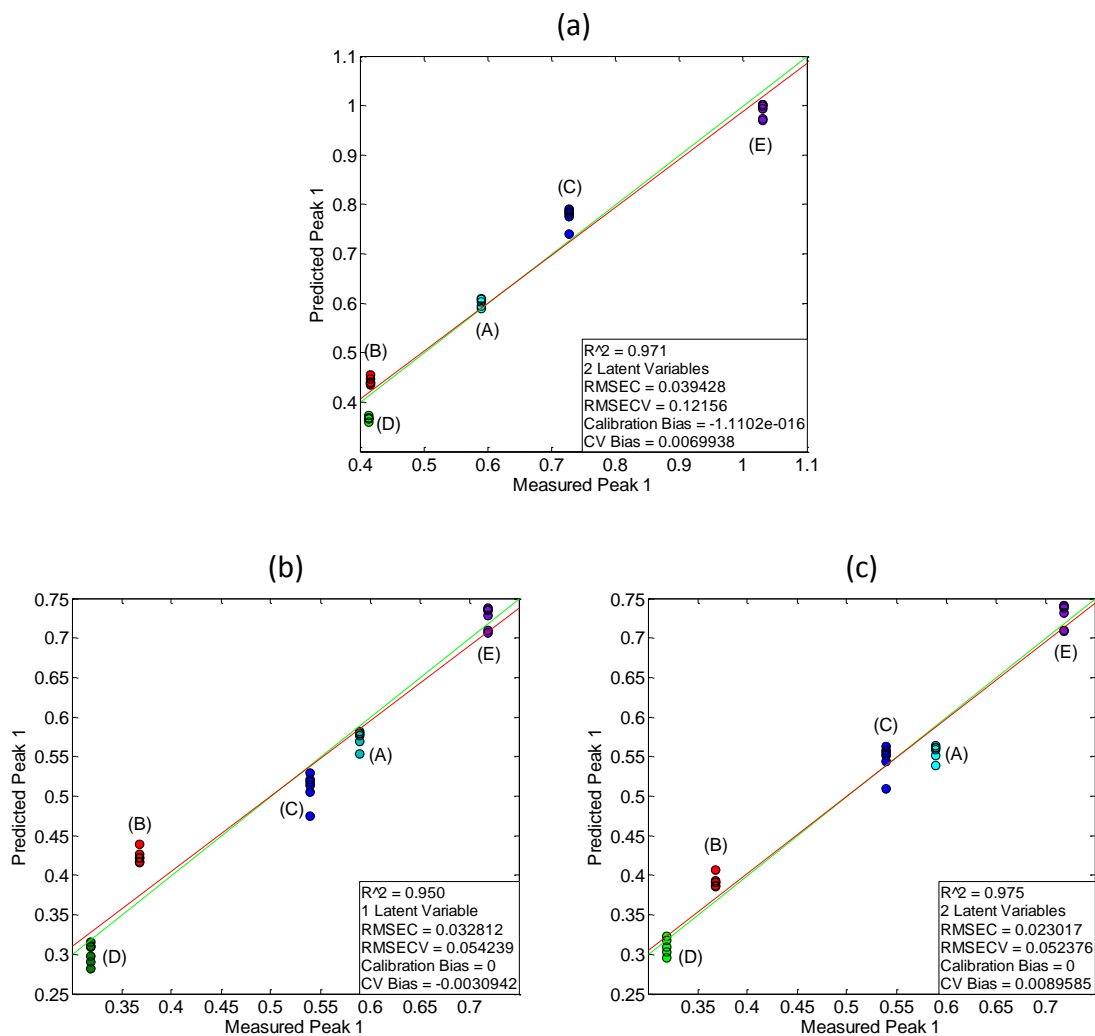 (a)
1.1
1
0.9
0.8
0.7
0.6
0.5
0.4
Predicted Peak 1
(E)
(C)
(A)
(B)
(D)
R^2 = 0.971
2 Latent Variables
RMSEC = 0.039428
RMSECV = 0.12156
Calibration Bias = -1.1102e-016
CV Bias = 0.0069938
0.4 0.5 0.6 0.7 0.8 0.9 1 1.1
Measured Peak 1
(b)
0.75
0.7
0.65
0.6
0.55
0.5
0.45
0.4
0.35
0.3
0.25
Predicted Peak 1
(E)
(A)
(C)
(B)
(D)
R^2 = 0.950
1 Latent Variable
RMSEC = 0.032812
RMSECV = 0.054239
Calibration Bias = 0
CV Bias = -0.0030942
0.35 0.4 0.45 0.5 0.55 0.6 0.65 0.7
Measured Peak 1
(c)
0.75
0.7
0.65
0.6
0.55
0.5
0.45
0.4
0.35
0.3
0.25
Predicted Peak 1
(E)
(C)
(A)
(B)
(D)
R^2 = 0.975
2 Latent Variables
RMSEC = 0.023017
RMSECV = 0.052376
Calibration Bias = 0
CV Bias = 0.0089585
0.35 0.4 0.45 0.5 0.55 0.6 0.65 0.7
Measured Peak 1